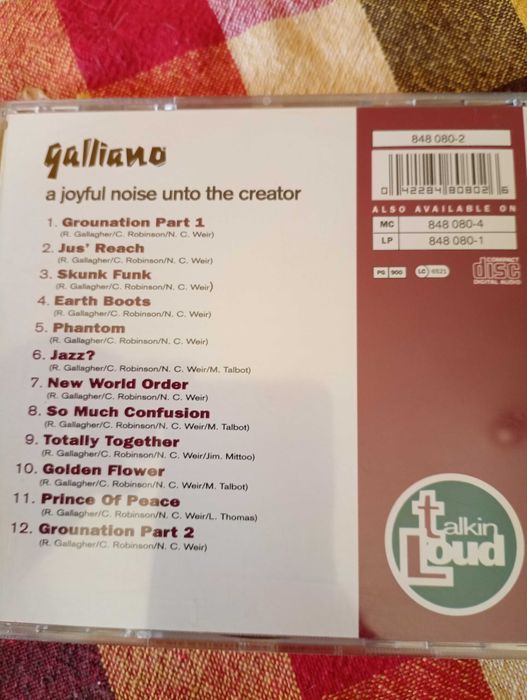 galliano
a joyful noise unto the creator
1. Grounation Part 1
(R. Gallagher/C. Robinson/N. C. Weir)
2. Jus' Reach
(R. Gallagher/C. Robinson/N. C. Weir)
3. Skunk Funk
(R. Gallagher/C. Robinson/N. C. Weir)
4. Earth Boots
(R. Gallagher/C. Robinson/N. C. Weir)
5. Phantom
(R. Gallagher/C. Robinson/N. C. Weir)
6. Jazz?
(R. Gallagher/C. Robinson/N. C. Weir/M. Talbot)
7. New World Order
(R. Gallagher/C. Robinson/N. C. Weir)
8. So Much Confusion
(R. Gallagher/C. Robinson/N. C. Weir/M. Talbot)
9. Totally Together
(R. Gallagher/C. Robinson/N. C. Weir/Jim. Mittoo)
10. Golden Flower
(R. Gallagher/C. Robinson/N. C. Weir/M. Talbot)
11. Prince Of Peace
(R. Gallagher/C. Robinson/N. C. Weir/L. Thomas)
12. Grounation Part 2
(R. Gallagher/C. Robinson/N. C. Weir)
848 080-2
0 42284 80802 6
ALSO AVAILABLE ON
MC 848 080-4
LP 848 080-1
PG 900 LC 6521
COMPACT
disc
DIGITAL AUDIO
talkin
Loud